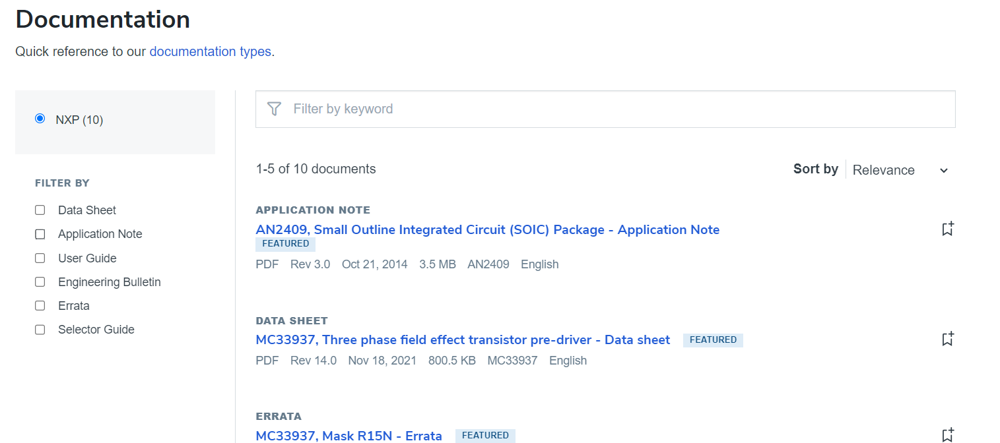 Documentation
Quick reference to our documentation types.
NXP (10)
FILTER BY
Data Sheet
Application Note
User Guide
Engineering Bulletin
Errata
Selector Guide
Filter by keyword
1-5 of 10 documents
Sort by Relevance
APPLICATION NOTE
AN2409, Small Outline Integrated Circuit (SOIC) Package - Application Note
FEATURED
PDF Rev 3.0 Oct 21, 2014 3.5 MB AN2409 English
DATA SHEET
MC33937, Three phase field effect transistor pre-driver - Data sheet FEATURED
PDF Rev 14.0 Nov 18, 2021 800.5 KB MC33937 English
ERRATA
MC33937, Mask R15N - Errata FEATURED